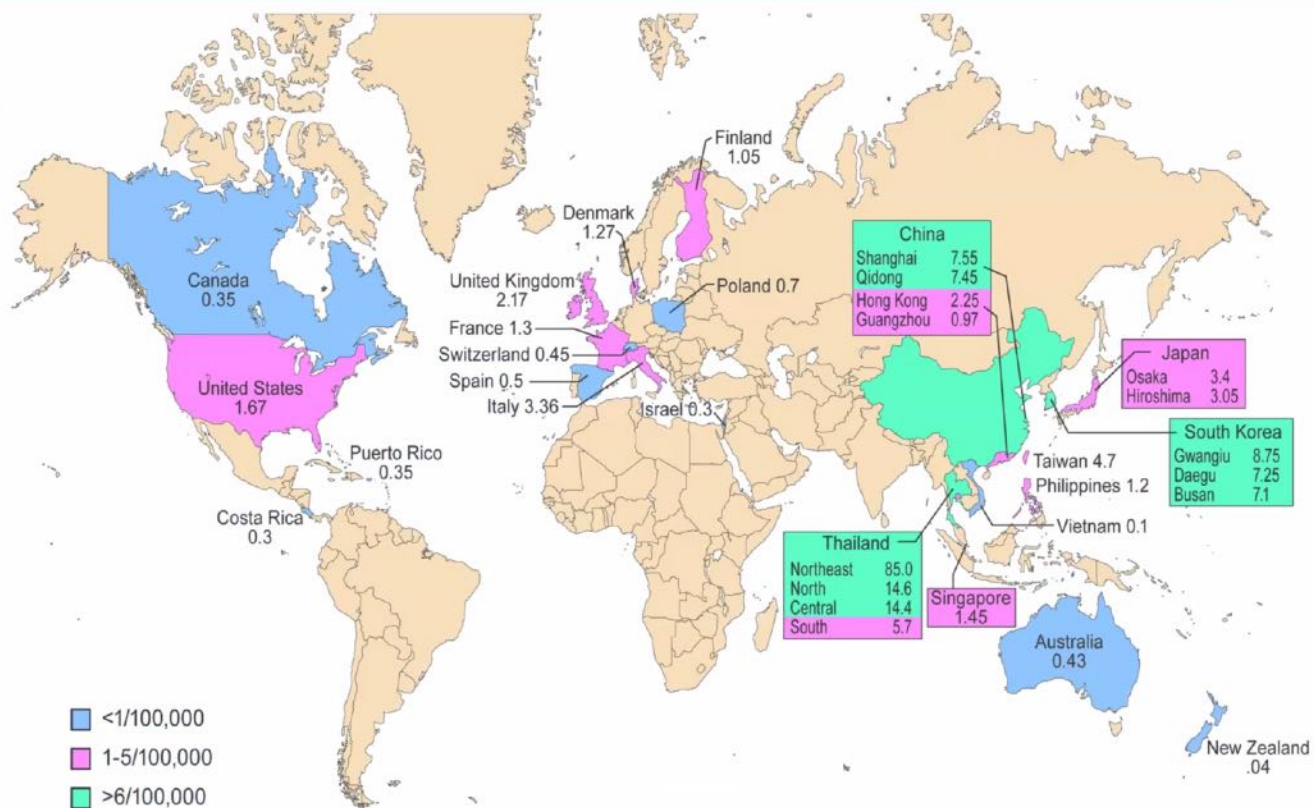 Finland
1.05
Denmark
1.27
Canada
0.35
United Kingdom
2.17
Poland 0.7
France 1.3
Switzerland 0.45
Spain 0.5
Italy 3.36
Israel 0.3
United States
1.67
Puerto Rico
0.35
Costa Rica
0.3
China
Shanghai 7.55
Qidong 7.45
Hong Kong 2.25
Guangzhou 0.97
Japan
Osaka 3.4
Hiroshima 3.05
South Korea
Gwangiu 8.75
Daegu 7.25
Busan 7.1
Taiwan 4.7
Philippines 1.2
Vietnam 0.1
Thailand
Northeast 85.0
North 14.6
Central 14.4
South 5.7
Singapore
1.45
Australia
0.43
New Zealand
.04
<1/100,000
1-5/100,000
>6/100,000